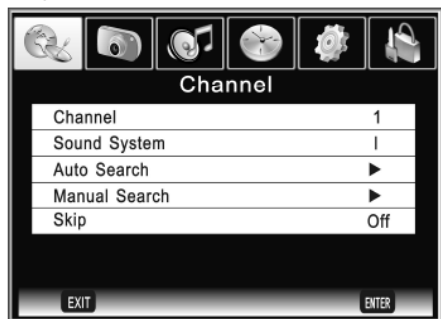 Channel
Channel 1
Sound System I
Auto Search ▶
Manual Search ▶
Skip Off
EXIT ENTER